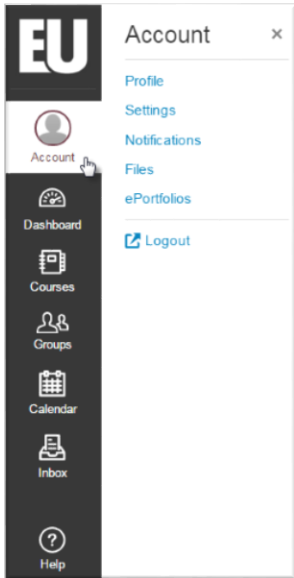 EU
Account
Dashboard
Courses
Groups
Calendar
Inbox
Help
Account ×
Profile
Settings
Notifications
Files
ePortfolios
Logout